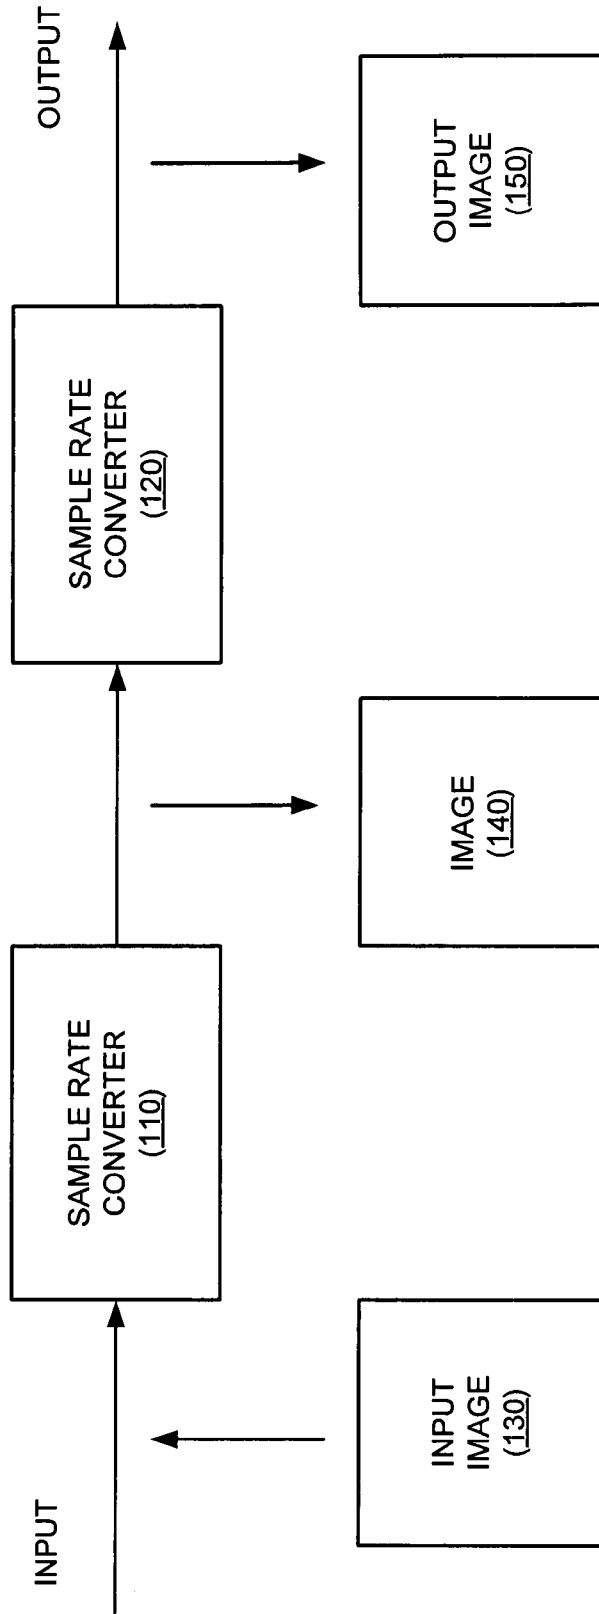 INPUT
SAMPLE RATE
CONVERTER
(110)
SAMPLE RATE
CONVERTER
(120)
OUTPUT
INPUT
IMAGE
(130)
IMAGE
(140)
OUTPUT
IMAGE
(150)